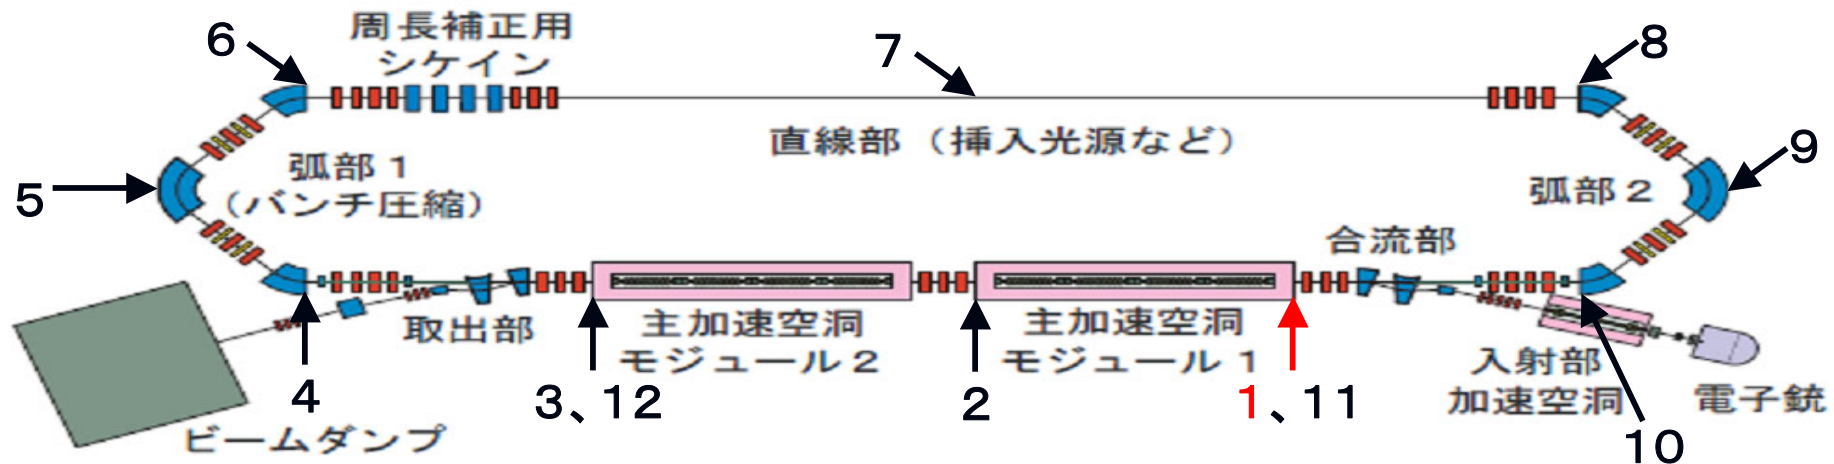 6
周長補正用
シケイン
7
8
直線部（挿入光源など）
9
弧部１
（バンチ圧縮）
5
弧部２
合流部
取出部
主加速空洞
モジュール２
主加速空洞
モジュール１
入射部
加速空洞
電子銃
4
3、12
2
1、11
10
ビームダンプ